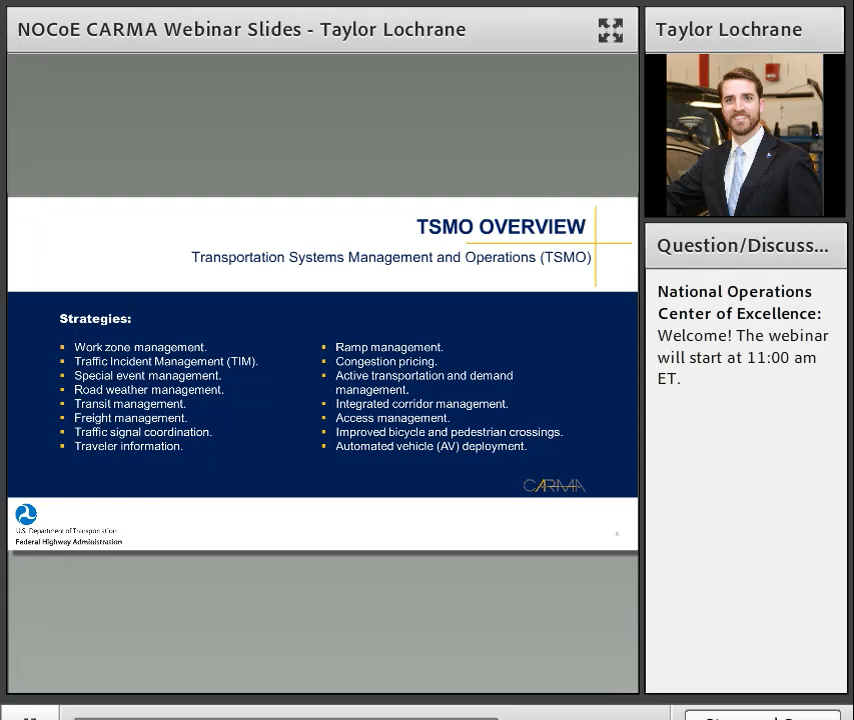 NOCoE CARMA Webinar Slides - Taylor Lochrane
TSMO OVERVIEW
Transportation Systems Management and Operations (TSMO)
Strategies:
Work zone management.
Traffic Incident Management (TIM).
Special event management.
Road weather management.
Transit management.
Freight management.
Traffic signal coordination.
Traveler information.
Ramp management.
Congestion pricing.
Active transportation and demand
management.
Integrated corridor management.
Access management.
Improved bicycle and pedestrian crossings.
Automated vehicle (AV) deployment.
CARMA
U.S. Department of Transportation
Federal Highway Administration
Taylor Lochrane
Question/Discuss...
National Operations
Center of Excellence:
Welcome! The webinar
will start at 11:00 am
ET.